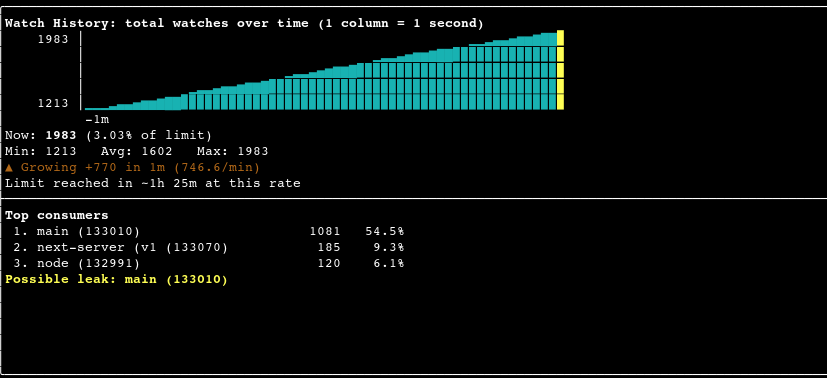 Watch History: total watches over time (1 column = 1 second)
1983
1213
-1m
Now: 1983 (3.03% of limit)
Min: 1213 Avg: 1602 Max: 1983
▲ Growing +770 in 1m (746.6/min)
Limit reached in ~1h 25m at this rate
Top consumers
1. main (133010) 1081 54.5%
2. next-server (v1 (133070) 185 9.3%
3. node (132991) 120 6.1%
Possible leak: main (133010)